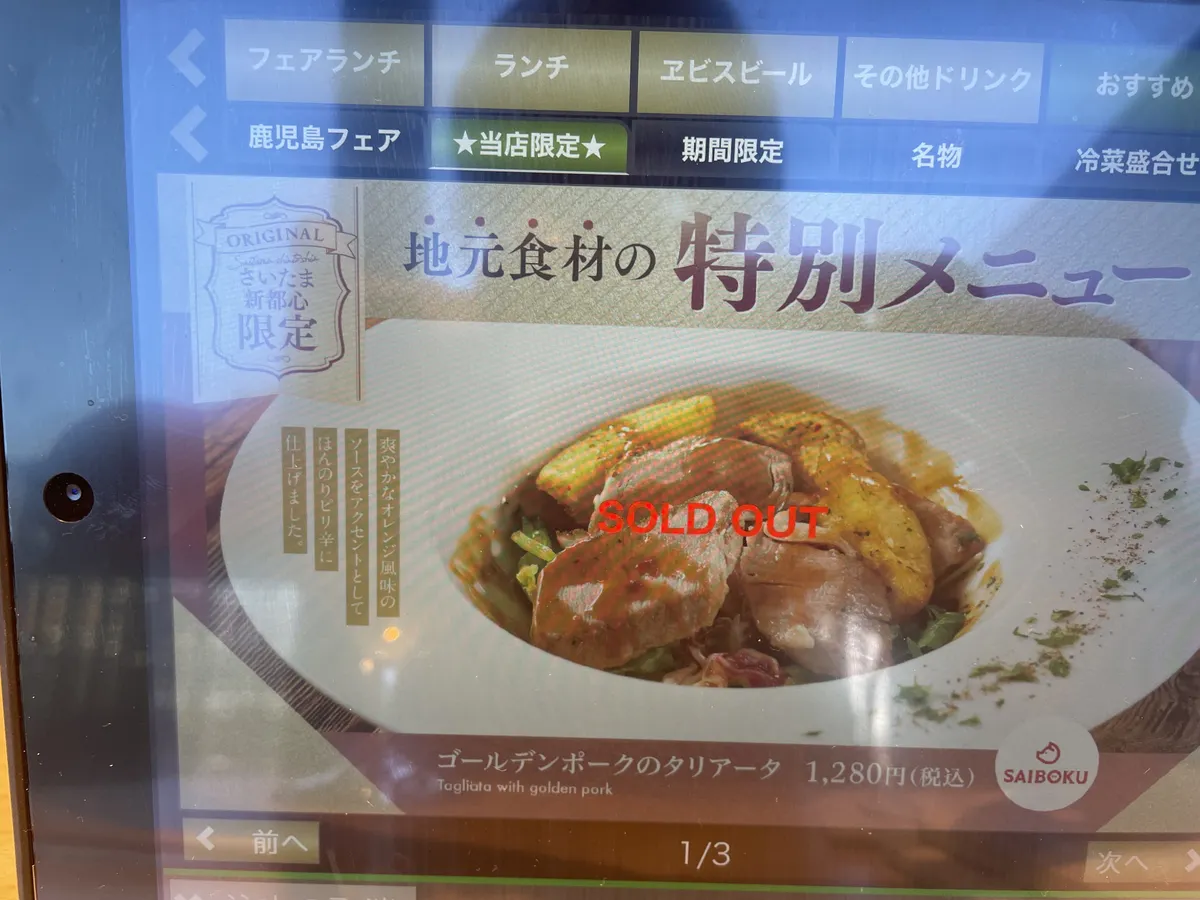 フェアランチ
ランチ
ヱビスビール
その他ドリンク
おすすめ
鹿児島フェア
★当店限定★
期間限定
名物
冷菜盛合せ
ORIGINAL
さいたま
新都心
限定
地元食材の特別メニュー
爽やかなオレンジ風味の
ソースをアクセントとして
ほんのりピリ辛に
仕上げました。
SOLD OUT
ゴールデンポークのタリアータ 1,280円(税込)
Tagliata with golden pork
SAIBOKU
前へ
1/3
次へ